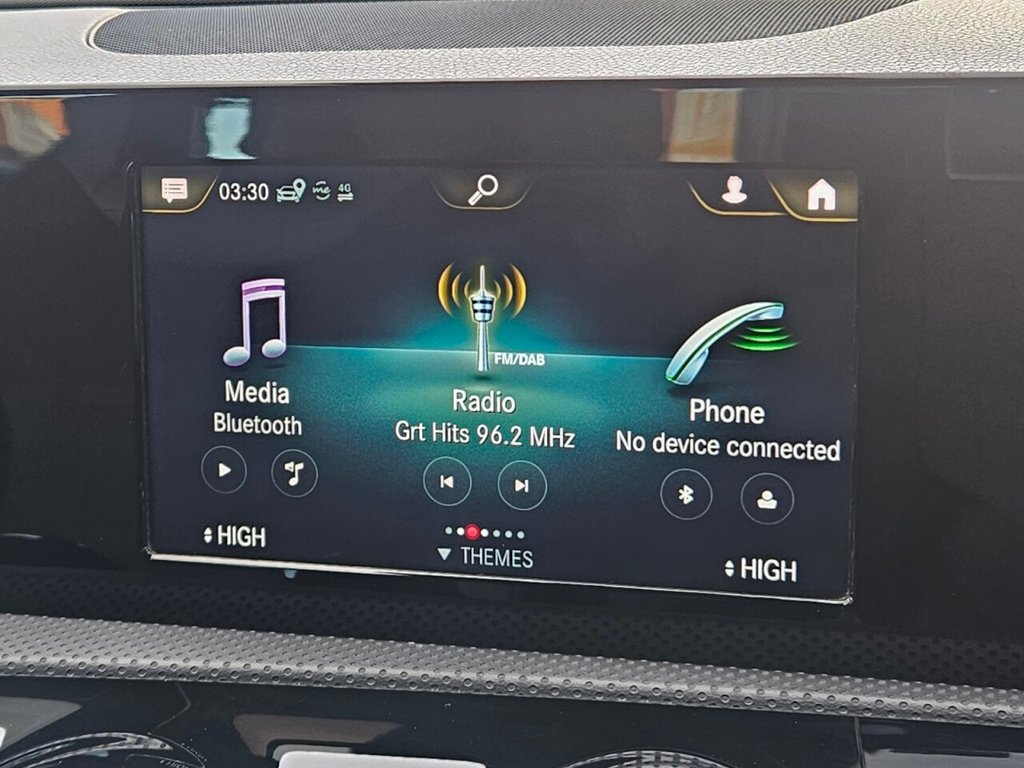 03:30
me
4G
FM/DAB
Media
Bluetooth
Radio
Grt Hits 96.2 MHz
Phone
No device connected
HIGH
THEMES
HIGH